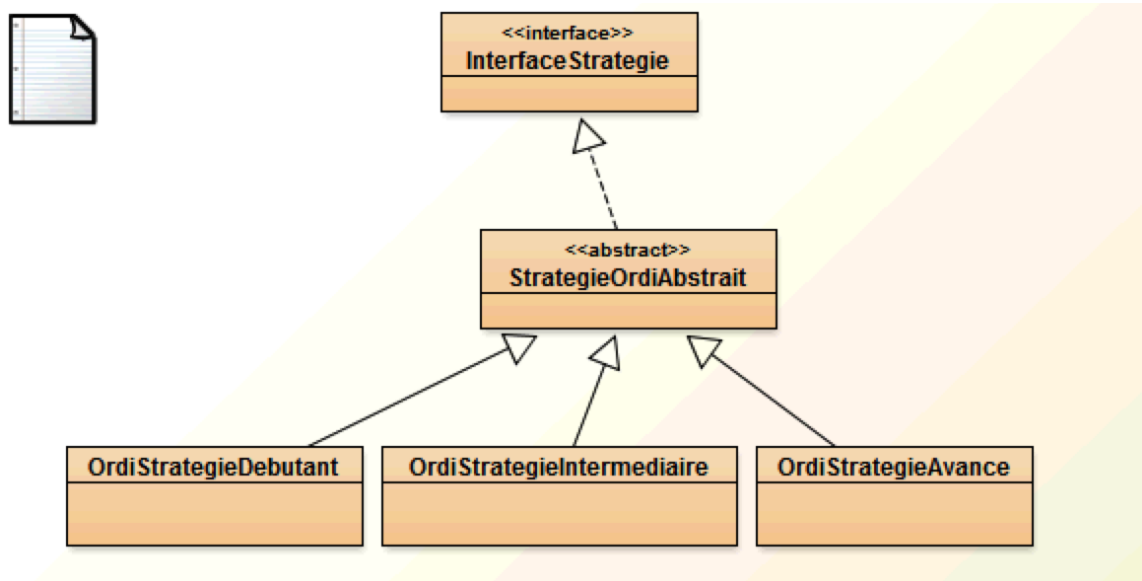 <<interface>>
InterfaceStrategie
<<abstract>>
StrategieOrdiAbstrait
OrdiStrategieDebutant
OrdiStrategieIntermediaire
OrdiStrategieAvance